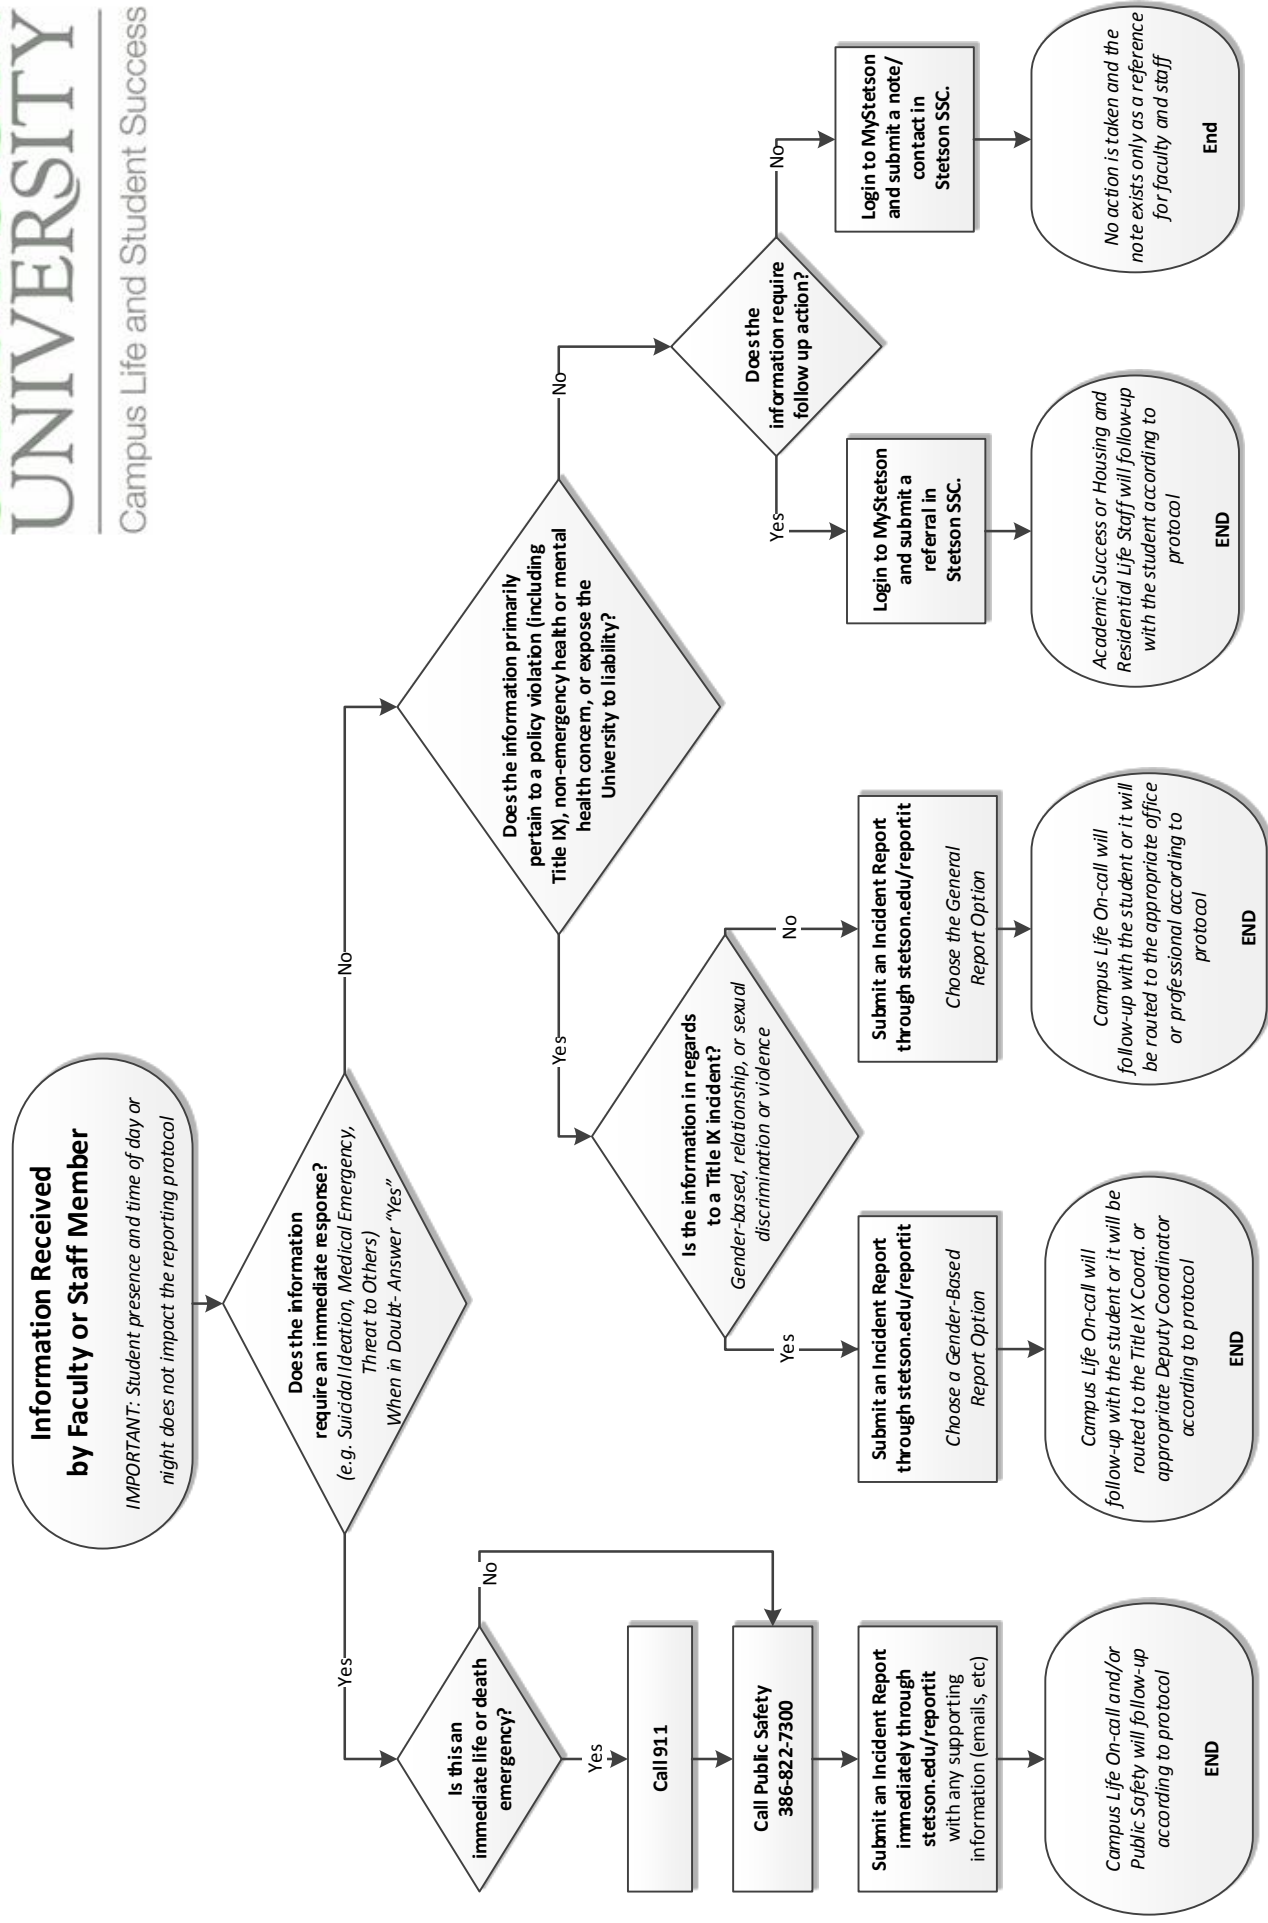 UNIVERSITY
Campus Life and Student Success
Information Received
by Faculty or Staff Member
IMPORTANT: Student presence and time of day or
night does not impact the reporting protocol
Does the information
require an immediate response?
(e.g. Suicidal Ideation, Medical Emergency,
Threat to Others)
When in Doubt- Answer “Yes”
Yes
No
Is this an
immediate life or death
emergency?
Yes
No
Call 911
Call Public Safety
386-822-7300
Submit an Incident Report
immediately through
stetson.edu/reportit
with any supporting
information (emails, etc)
Campus Life On-call and/or
Public Safety will follow-up
according to protocol
END
Does the information primarily
pertain to a policy violation (including
Title IX), non-emergency health or mental
health concern, or expose the
University to liability?
Yes
No
Is the information in regards
to a Title IX incident?
Gender-based, relationship, or sexual
discrimination or violence
Yes
No
Submit an Incident Report
through stetson.edu/reportit
Choose a Gender-Based
Report Option
Campus Life On-call will
follow-up with the student or it will be
routed to the Title IX Coord. or
appropriate Deputy Coordinator
according to protocol
END
Submit an Incident Report
through stetson.edu/reportit
Choose the General
Report Option
Campus Life On-call will
follow-up with the student or it will
be routed to the appropriate office
or professional according to
protocol
END
Does the
information require
follow up action?
Yes
No
Login to MyStetson
and submit a
referral in
Stetson SSC.
Academic Success or Housing and
Residential Life Staff will follow-up
with the student according to
protocol
END
Login to MyStetson
and submit a note/
contact in
Stetson SSC.
No action is taken and the
note exists only as a reference
for faculty and staff
End